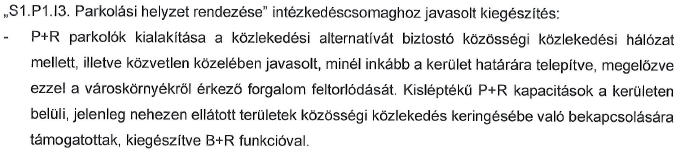 „S1.P1.I3. Parkolási helyzet rendezése” intézkedéscsomaghoz javasolt kiegészítés:
- P+R parkolók kialakítása a közlekedési alternatívát biztostó közösségi közlekedési hálózat
mellett, illetve közvetlen közelében javasolt, minél inkább a kerület határára telepítve, megelőzve
ezzel a városkörnyékről érkező forgalom feltorlódását. Kisléptékű P+R kapacitások a kerületen
belüli, jelenleg nehezen ellátott területek közösségi közlekedés keringésébe való bekapcsolására
támogatottak, kiegészítve B+R funkcióval.